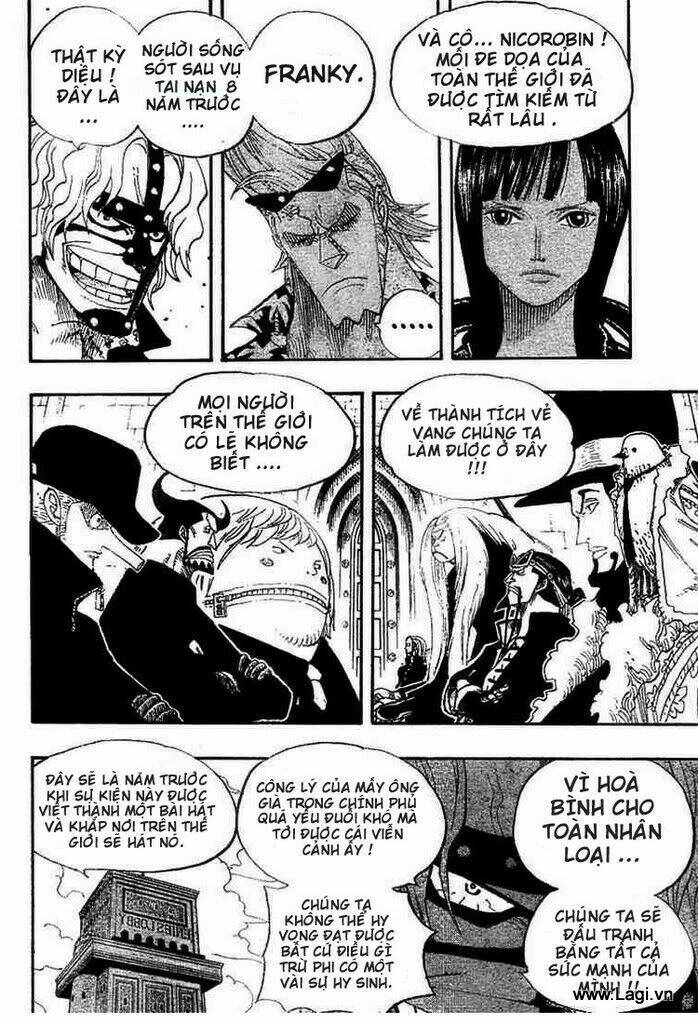 THẬT KỲ
DIỆU !
ĐÂY LÀ
...
NGƯỜI SỐNG
SÓT SAU VỤ
TAI NẠN 8
NĂM TRƯỚC
....
FRANKY.
......
VÀ CÔ... NICOROBIN !
MỐI ĐE DỌA CỦA
TOÀN THẾ GIỚI ĐÃ
ĐƯỢC TÌM KIẾM TỪ
RẤT LÂU .
MỌI NGƯỜI
TRÊN THẾ GIỚI
CÓ LẼ KHÔNG
BIẾT ....
VỀ THÀNH TÍCH VẺ
VANG CHÚNG TA
LÀM ĐƯỢC Ở ĐÂY
!!!
ĐÂY SẼ LÀ NĂM TRƯỚC
KHI SỰ KIỆN NÀY ĐƯỢC
VIẾT THÀNH MỘT BÀI HÁT
VÀ KHẮP NƠI TRÊN THẾ
GIỚI SẼ HÁT NÓ.
CÔNG LÝ CỦA MẤY ÔNG
GIÀ TRONG CHÍNH PHỦ
QUÁ YẾU ĐUỐI KHÓ MÀ
TỚI ĐƯỢC CÁI VIỄN
CẢNH ẤY !
CHÚNG TA
KHÔNG THỂ HY
VỌNG ĐẠT ĐƯỢC
BẤT CỨ ĐIỀU GÌ
TRỪ PHI CÓ MỘT
VÀI SỰ HY SINH.
VÌ HOÀ
BÌNH CHO
TOÀN NHÂN
LOẠI ...
CHÚNG TA SẼ
ĐẤU TRANH
BẰNG TẤT CẢ
SỨC MẠNH CỦA
MÌNH !!
ENIES LOBBY
www.Lagi.vn